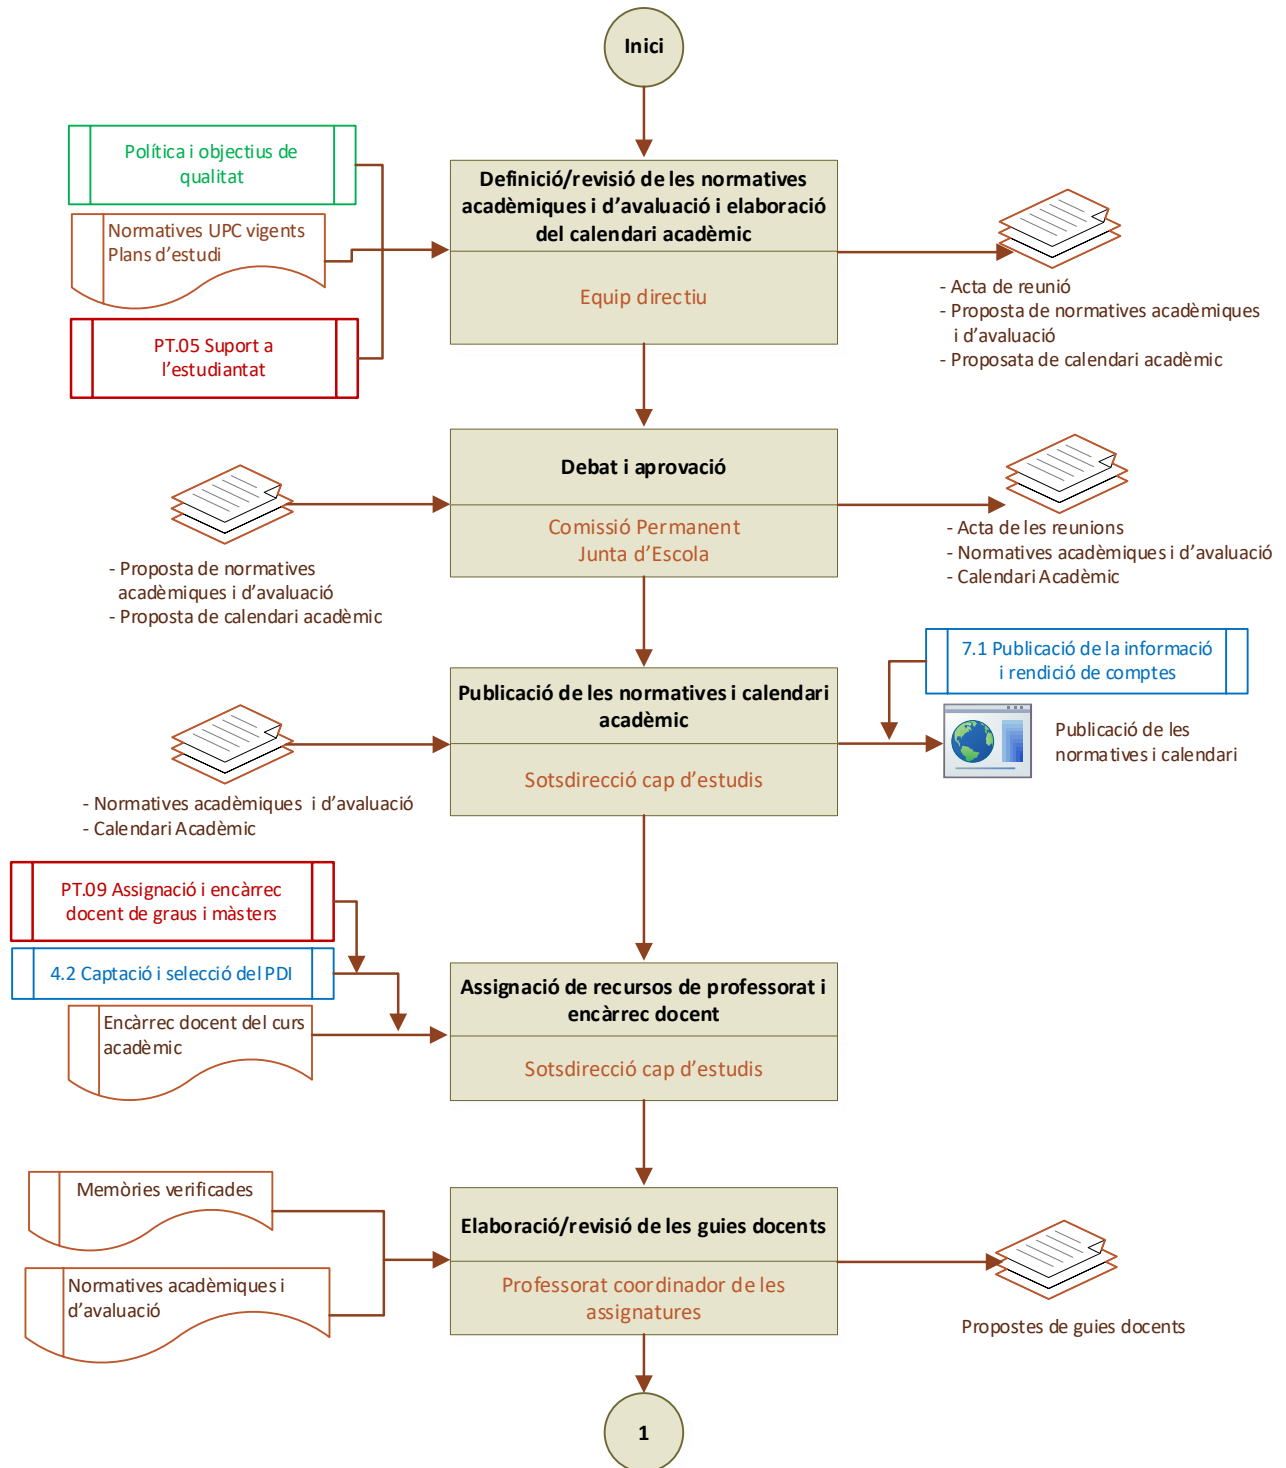 Inici
Política i objectius de
qualitat
Normatives UPC vigents
Plans d'estudi
PT.05 Suport a
l'estudiantat
Definició/revisió de les normatives
acadèmiques i d'avaluació i elaboració
del calendari acadèmic
Equip directiu
- Acta de reunió
- Proposta de normatives acadèmiques
i d'avaluació
- Proposata de calendari acadèmic
Debat i aprovació
Comissió Permanent
Junta d'Escola
- Proposta de normatives
acadèmiques i d'avaluació
- Proposta de calendari acadèmic
- Acta de les reunions
- Normatives acadèmiques i d'avaluació
- Calendari Acadèmic
7.1 Publicació de la informació
i rendició de comptes
Publicació de les normatives i calendari
acadèmic
Sotsdirecció cap d'estudis
Publicació de les
normatives i calendari
- Normatives acadèmiques i d'avaluació
- Calendari Acadèmic
PT.09 Assignació i encàrrec
docent de graus i màsters
4.2 Captació i selecció del PDI
Encàrrec docent del curs
acadèmic
Assignació de recursos de professorat i
encàrrec docent
Sotsdirecció cap d'estudis
Memòries verificades
Normatives acadèmiques i
d'avaluació
Elaboració/revisió de les guies docents
Professorat coordinador de les
assignatures
Propostes de guies docents
1